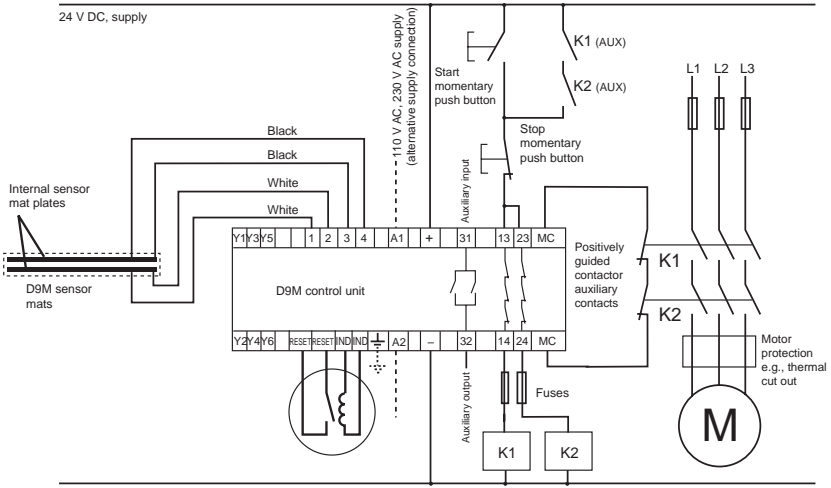 24 V DC, supply
110 V AC, 230 V AC supply
(alternative supply connection)
Start
momentary
push button
K1 (AUX)
K2 (AUX)
L1 L2 L3
Black
Black
White
White
Stop
momentary
push button
Internal sensor
mat plates
D9M sensor
mats
Auxiliary input
Y1 Y3 Y5 1 2 3 4 A1 + 31 13 23 MC
D9M control unit
Positively
guided
contactor
auxiliary
contacts
K1
K2
Y2 Y4 Y6 RESET RESET IND IND A2 – 32 14 24 MC
Auxiliary output
Fuses
K1 K2
Motor
protection
e.g., thermal
cut out
M